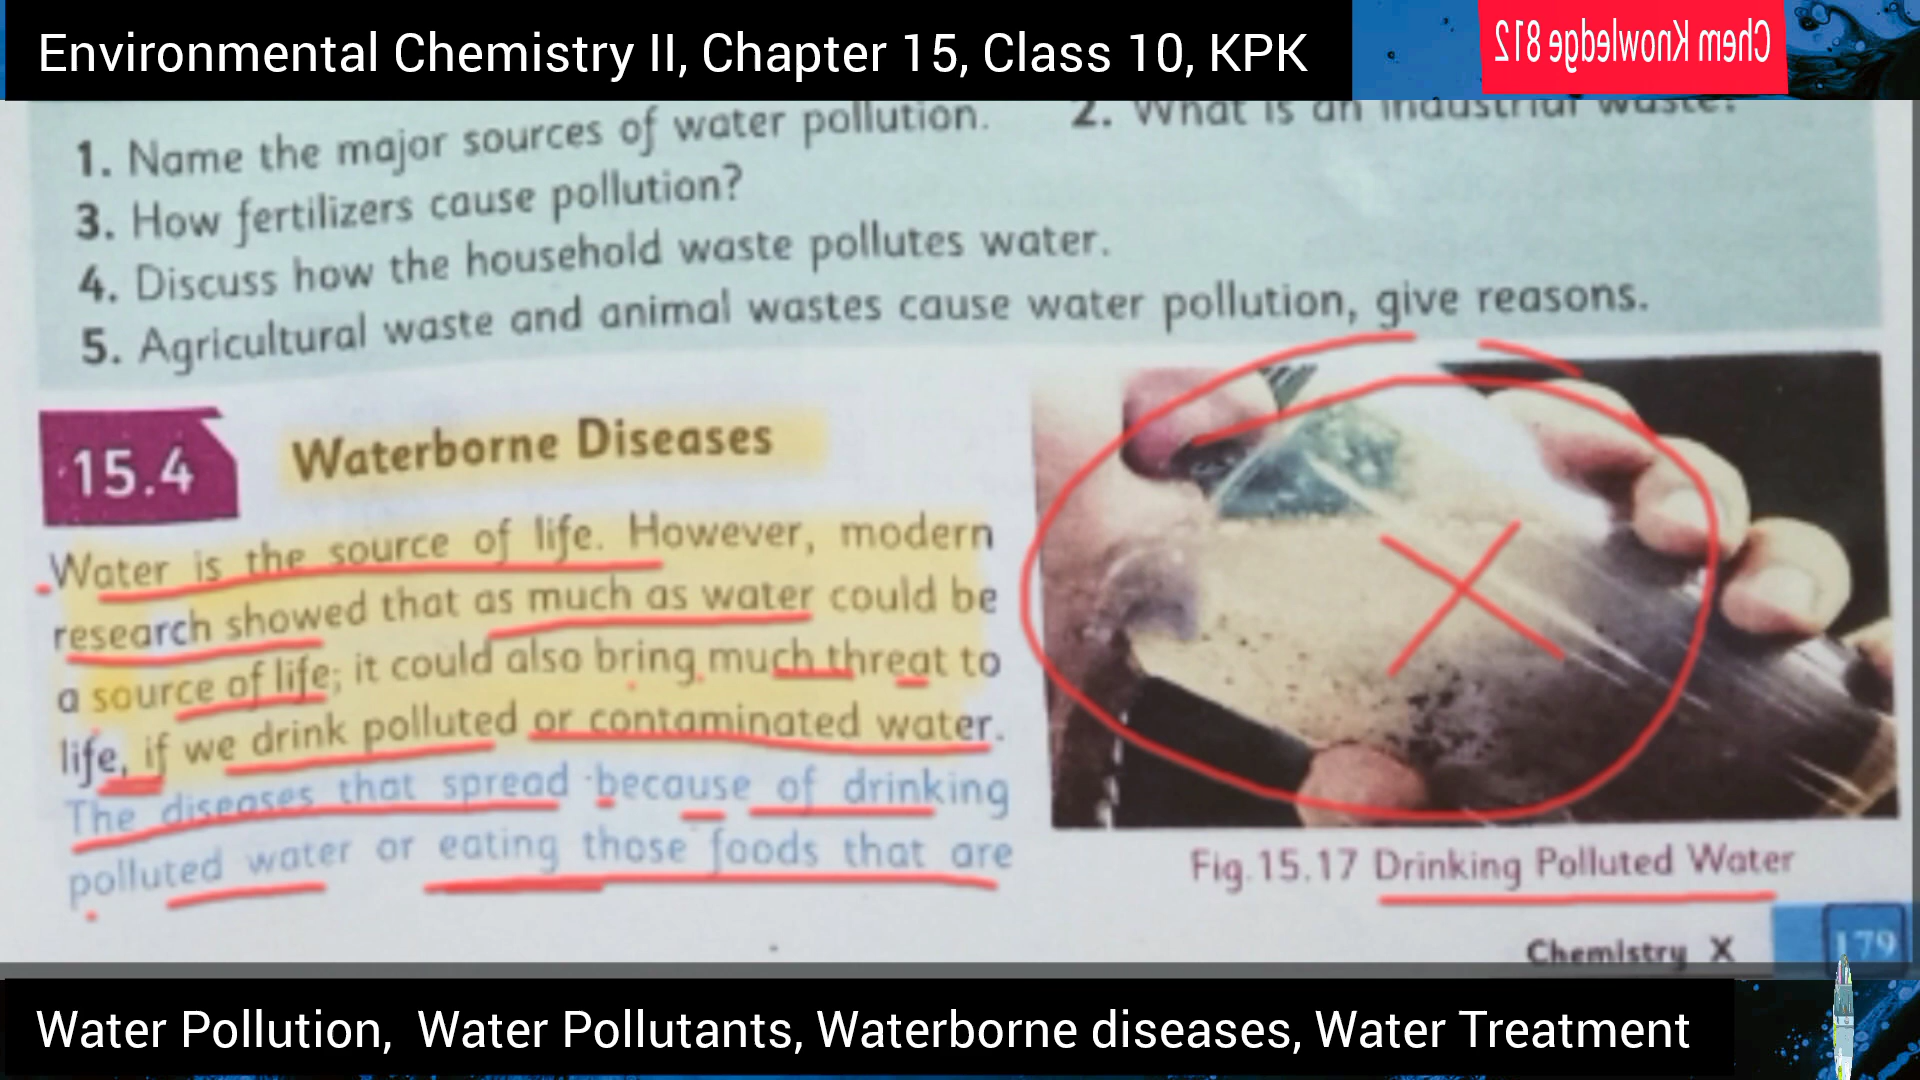 Environmental Chemistry II, Chapter 15, Class 10, KPK
Chem Knowledge 812
1. Name the major sources of water pollution. 2. What is an industrial waste?
3. How fertilizers cause pollution?
4. Discuss how the household waste pollutes water.
5. Agricultural waste and animal wastes cause water pollution, give reasons.
15.4 Waterborne Diseases
Water is the source of life. However, modern
research showed that as much as water could be
a source of life; it could also bring much threat to
life, if we drink polluted or contaminated water.
The diseases that spread because of drinking
polluted water or eating those foods that are
Fig.15.17 Drinking Polluted Water
Chemistry X 179
Water Pollution, Water Pollutants, Waterborne diseases, Water Treatment